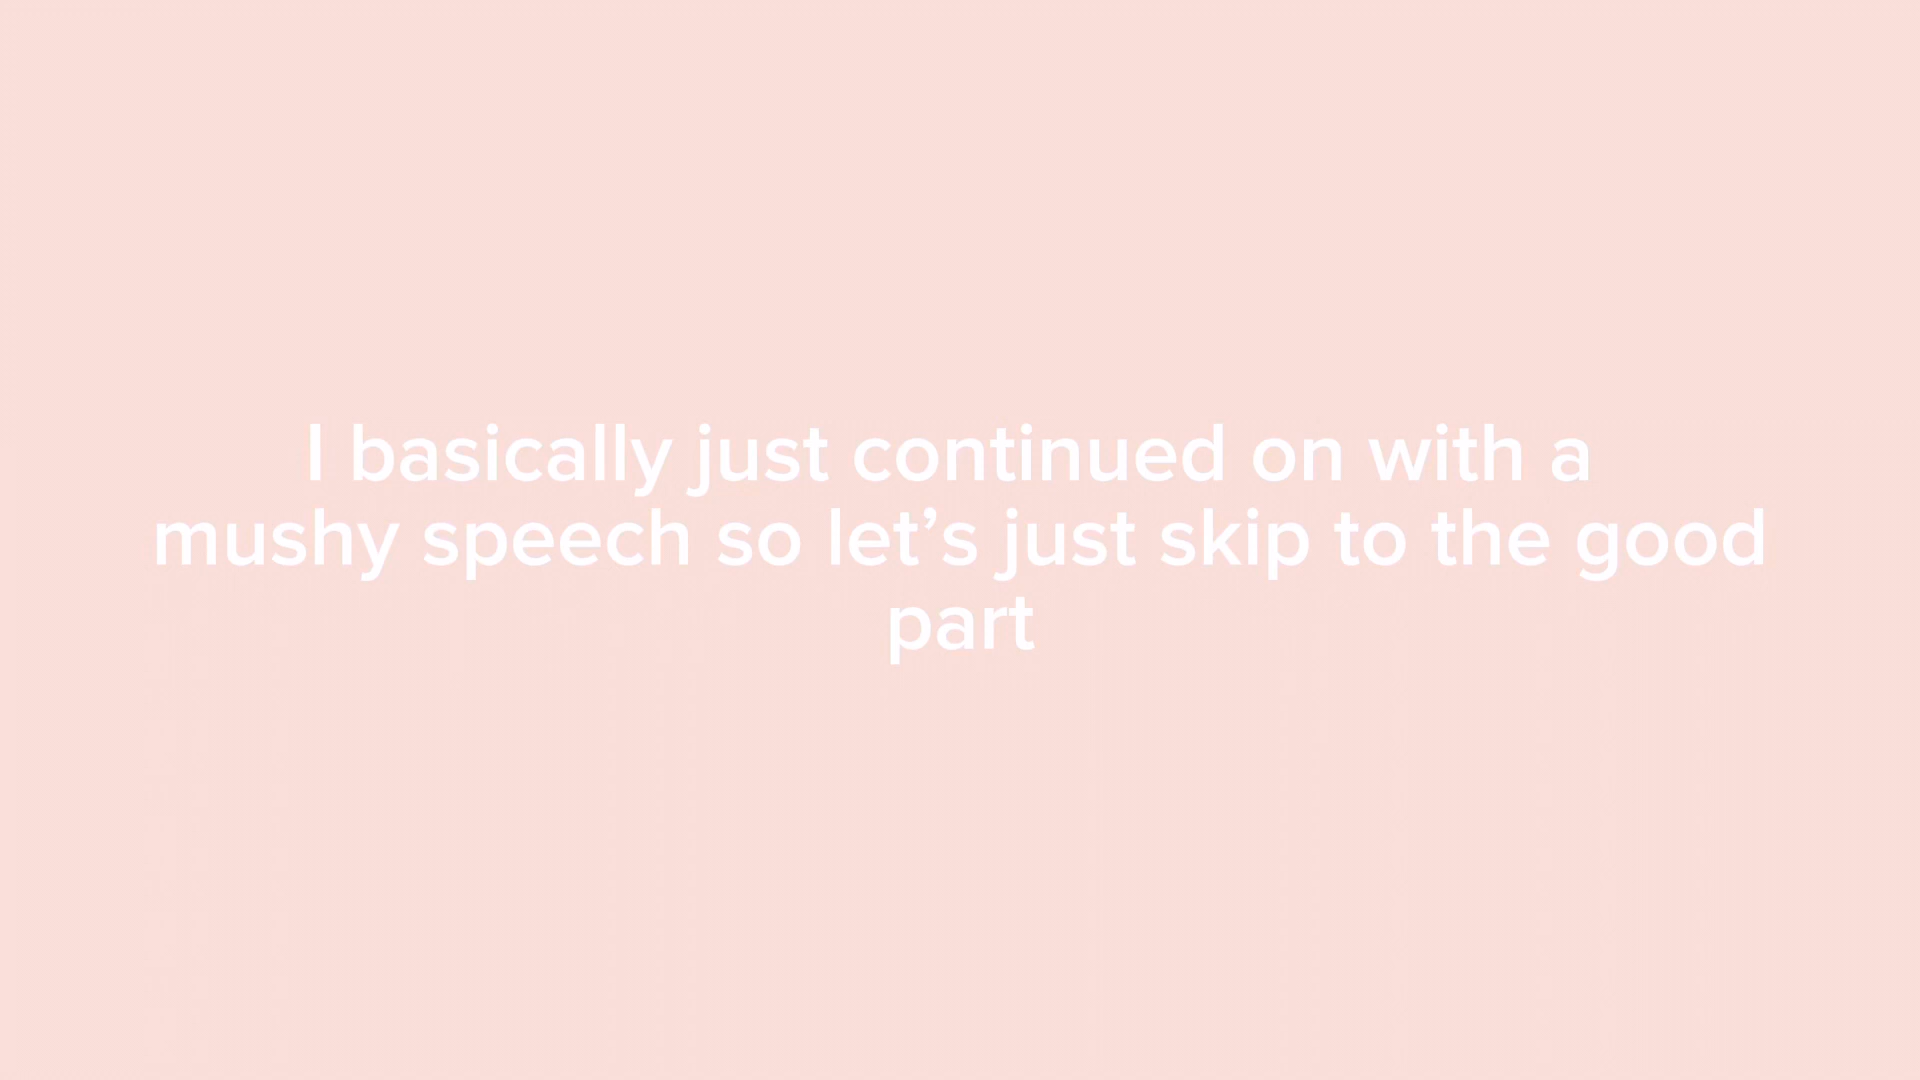 I basically just continued on with a
mushy speech so let’s just skip to the good
part